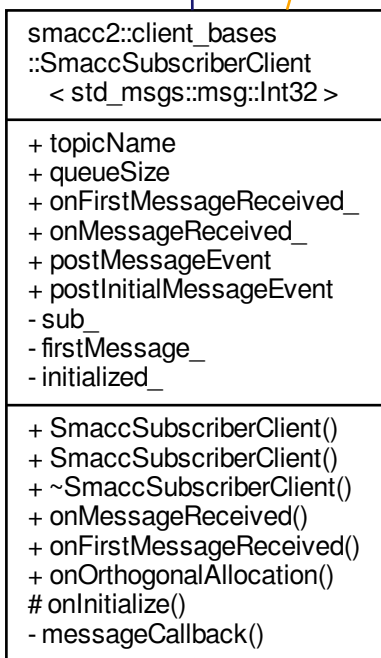 smacc2::client_bases
::SmaccSubscriberClient
< std_msgs::msg::Int32 >
+ topicName
+ queueSize
+ onFirstMessageReceived_
+ onMessageReceived_
+ postMessageEvent
+ postInitialMessageEvent
- sub_
- firstMessage_
- initialized_
+ SmaccSubscriberClient()
+ SmaccSubscriberClient()
+ ~SmaccSubscriberClient()
+ onMessageReceived()
+ onFirstMessageReceived()
+ onOrthogonalAllocation()
# onInitialize()
- messageCallback()